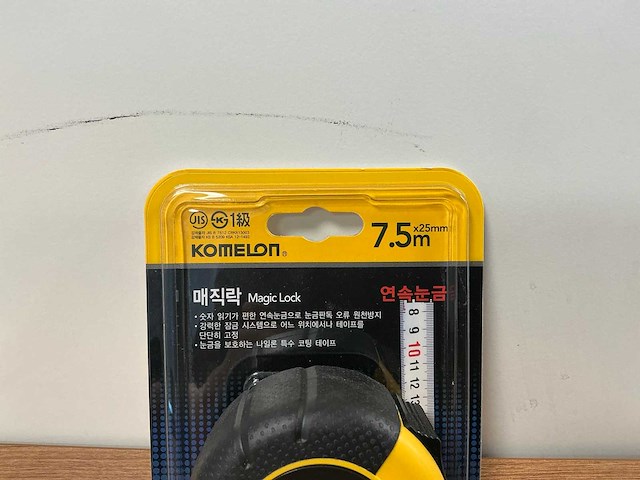 JIS 1級
KOMELON
7.5m x25mm
매직락 Magic Lock
연속눈금
• 숫자 읽기가 편한 연속눈금으로 눈금판독 오류 원천방지
• 강력한 잠금 시스템으로 어느 위치에서나 테이프를
단단히 고정
• 눈금을 보호하는 나일론 특수 코팅 테이프
8
9
10
11
12
13